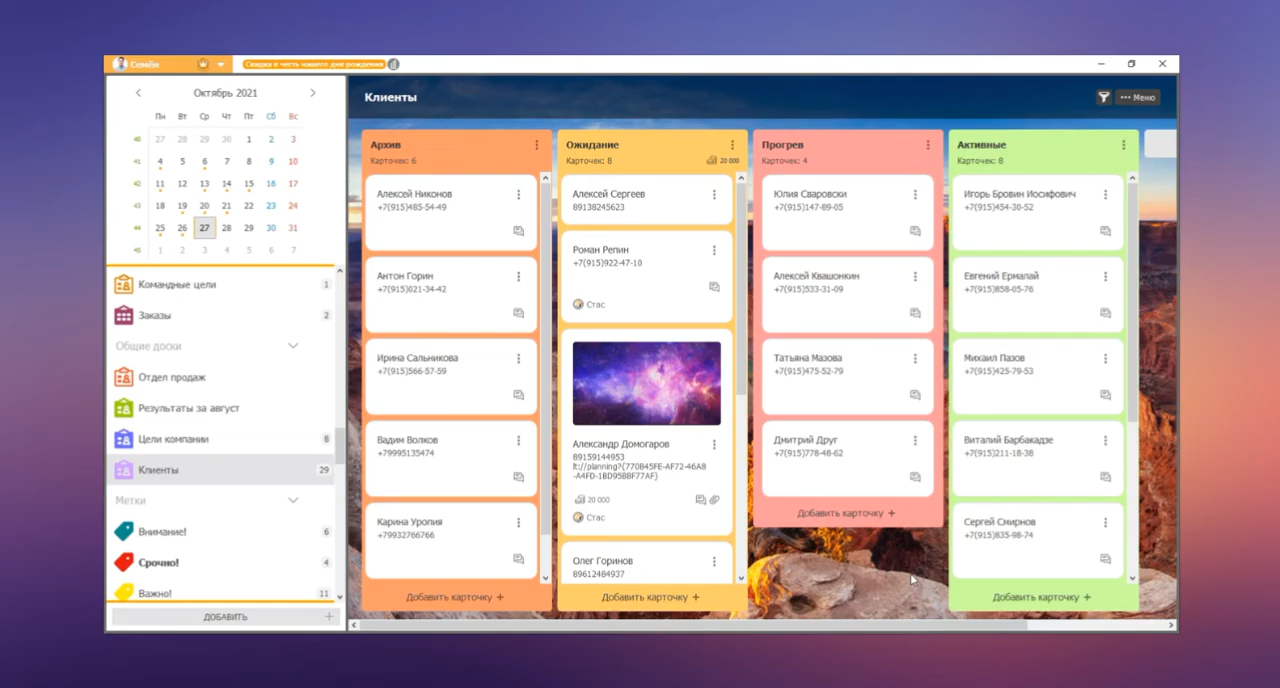 Семён
Скидка в честь нашего дня рождения
Октябрь 2021
Пн Вт Ср Чт Пт Сб Вс
40 27 28 29 30 1 2 3
41 4 5 6 7 8 9 10
42 11 12 13 14 15 16 17
43 18 19 20 21 22 23 24
44 25 26 27 28 29 30 31
45 1 2 3 4 5 6 7
Командные цели 1
Заказы 2
Общие доски
Отдел продаж
Результаты за август
Цели компании 8
Клиенты 29
Метки
Внимание! 6
Срочно! 4
Важно! 11
ДОБАВИТЬ +
Клиенты
••• Меню
Архив
Карточек: 6
Алексей Никонов
+7(915)485-54-49
Антон Горин
+7(915)021-34-42
Ирина Сальникова
+7(915)566-57-59
Вадим Волков
+79995135474
Карина Уропия
+79932766766
Добавить карточку +
Ожидание
Карточек: 8 20 000
Алексей Сергеев
89138245623
Роман Репин
+7(915)922-47-10
Стас
Александр Домогаров
89159144953
lt://planning?{770B45FE-AF72-46A8
-A4FD-1BD95BBF77AF}
20 000
Стас
Олег Горинов
89612484937
Добавить карточку +
Прогрев
Карточек: 4
Юлия Сваровски
+7(915)147-89-05
Алексей Квашонкин
+7(915)533-31-09
Татьяна Мазова
+7(915)475-52-79
Дмитрий Друг
+7(915)778-48-62
Добавить карточку +
Активные
Карточек: 8
Игорь Бровин Иосифович
+7(915)454-30-52
Евгений Ермалай
+7(915)858-05-76
Михаил Пазов
+7(915)425-79-53
Виталий Барбакадзе
+7(915)211-18-38
Сергей Смирнов
+7(915)835-98-74
Добавить карточку +